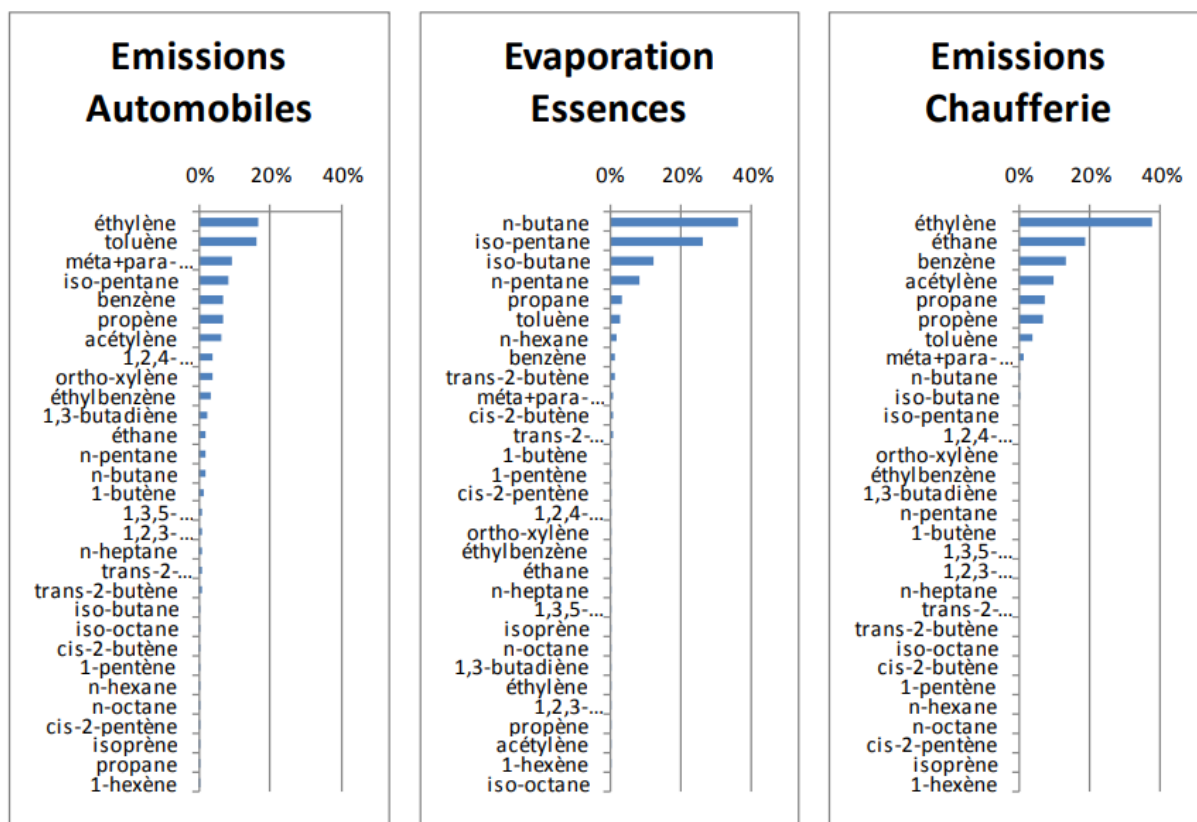 Emissions
Automobiles
0% 20% 40%
éthylène
toluène
méta+para-...
iso-pentane
benzène
propène
acétylène
1,2,4-...
ortho-xylène
éthylbenzène
1,3-butadiène
éthane
n-pentane
n-butane
1-butène
1,3,5-...
1,2,3-...
n-heptane
trans-2-...
trans-2-butène
iso-butane
iso-octane
cis-2-butène
1-pentène
n-hexane
n-octane
cis-2-pentène
isoprène
propane
1-hexène
Evaporation
Essences
0% 20% 40%
n-butane
iso-pentane
iso-butane
n-pentane
propane
toluène
n-hexane
benzène
trans-2-butène
méta+para-...
cis-2-butène
trans-2-...
1-butène
1-pentène
cis-2-pentène
1,2,4-...
ortho-xylène
éthylbenzène
éthane
n-heptane
1,3,5-...
isoprène
n-octane
1,3-butadiène
éthylène
1,2,3-...
propène
acétylène
1-hexène
iso-octane
Emissions
Chaufferie
0% 20% 40%
éthylène
éthane
benzène
acétylène
propane
propène
toluène
méta+para-...
n-butane
iso-butane
iso-pentane
1,2,4-...
ortho-xylène
éthylbenzène
1,3-butadiène
n-pentane
1-butène
1,3,5-...
1,2,3-...
n-heptane
trans-2-...
trans-2-butène
iso-octane
cis-2-butène
1-pentène
n-hexane
n-octane
cis-2-pentène
isoprène
1-hexène